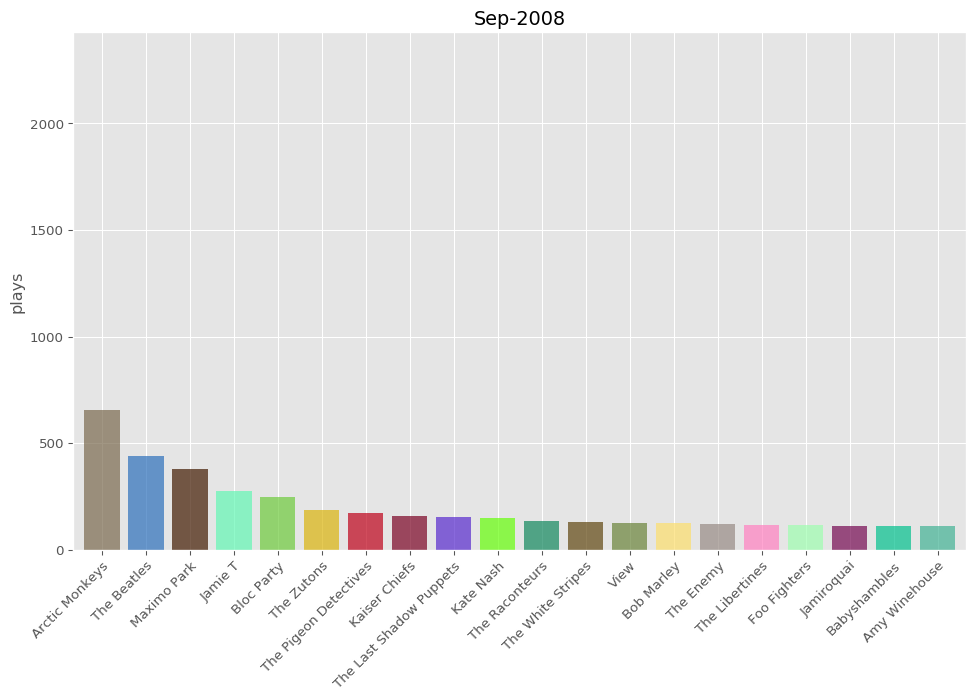 Sep-2008
plays
2000
1500
1000
500
0
Arctic Monkeys
The Beatles
Maximo Park
Jamie T
Bloc Party
The Zutons
The Pigeon Detectives
Kaiser Chiefs
The Last Shadow Puppets
Kate Nash
The Raconteurs
The White Stripes
View
Bob Marley
The Enemy
The Libertines
Foo Fighters
Jamiroquai
Babyshambles
Amy Winehouse